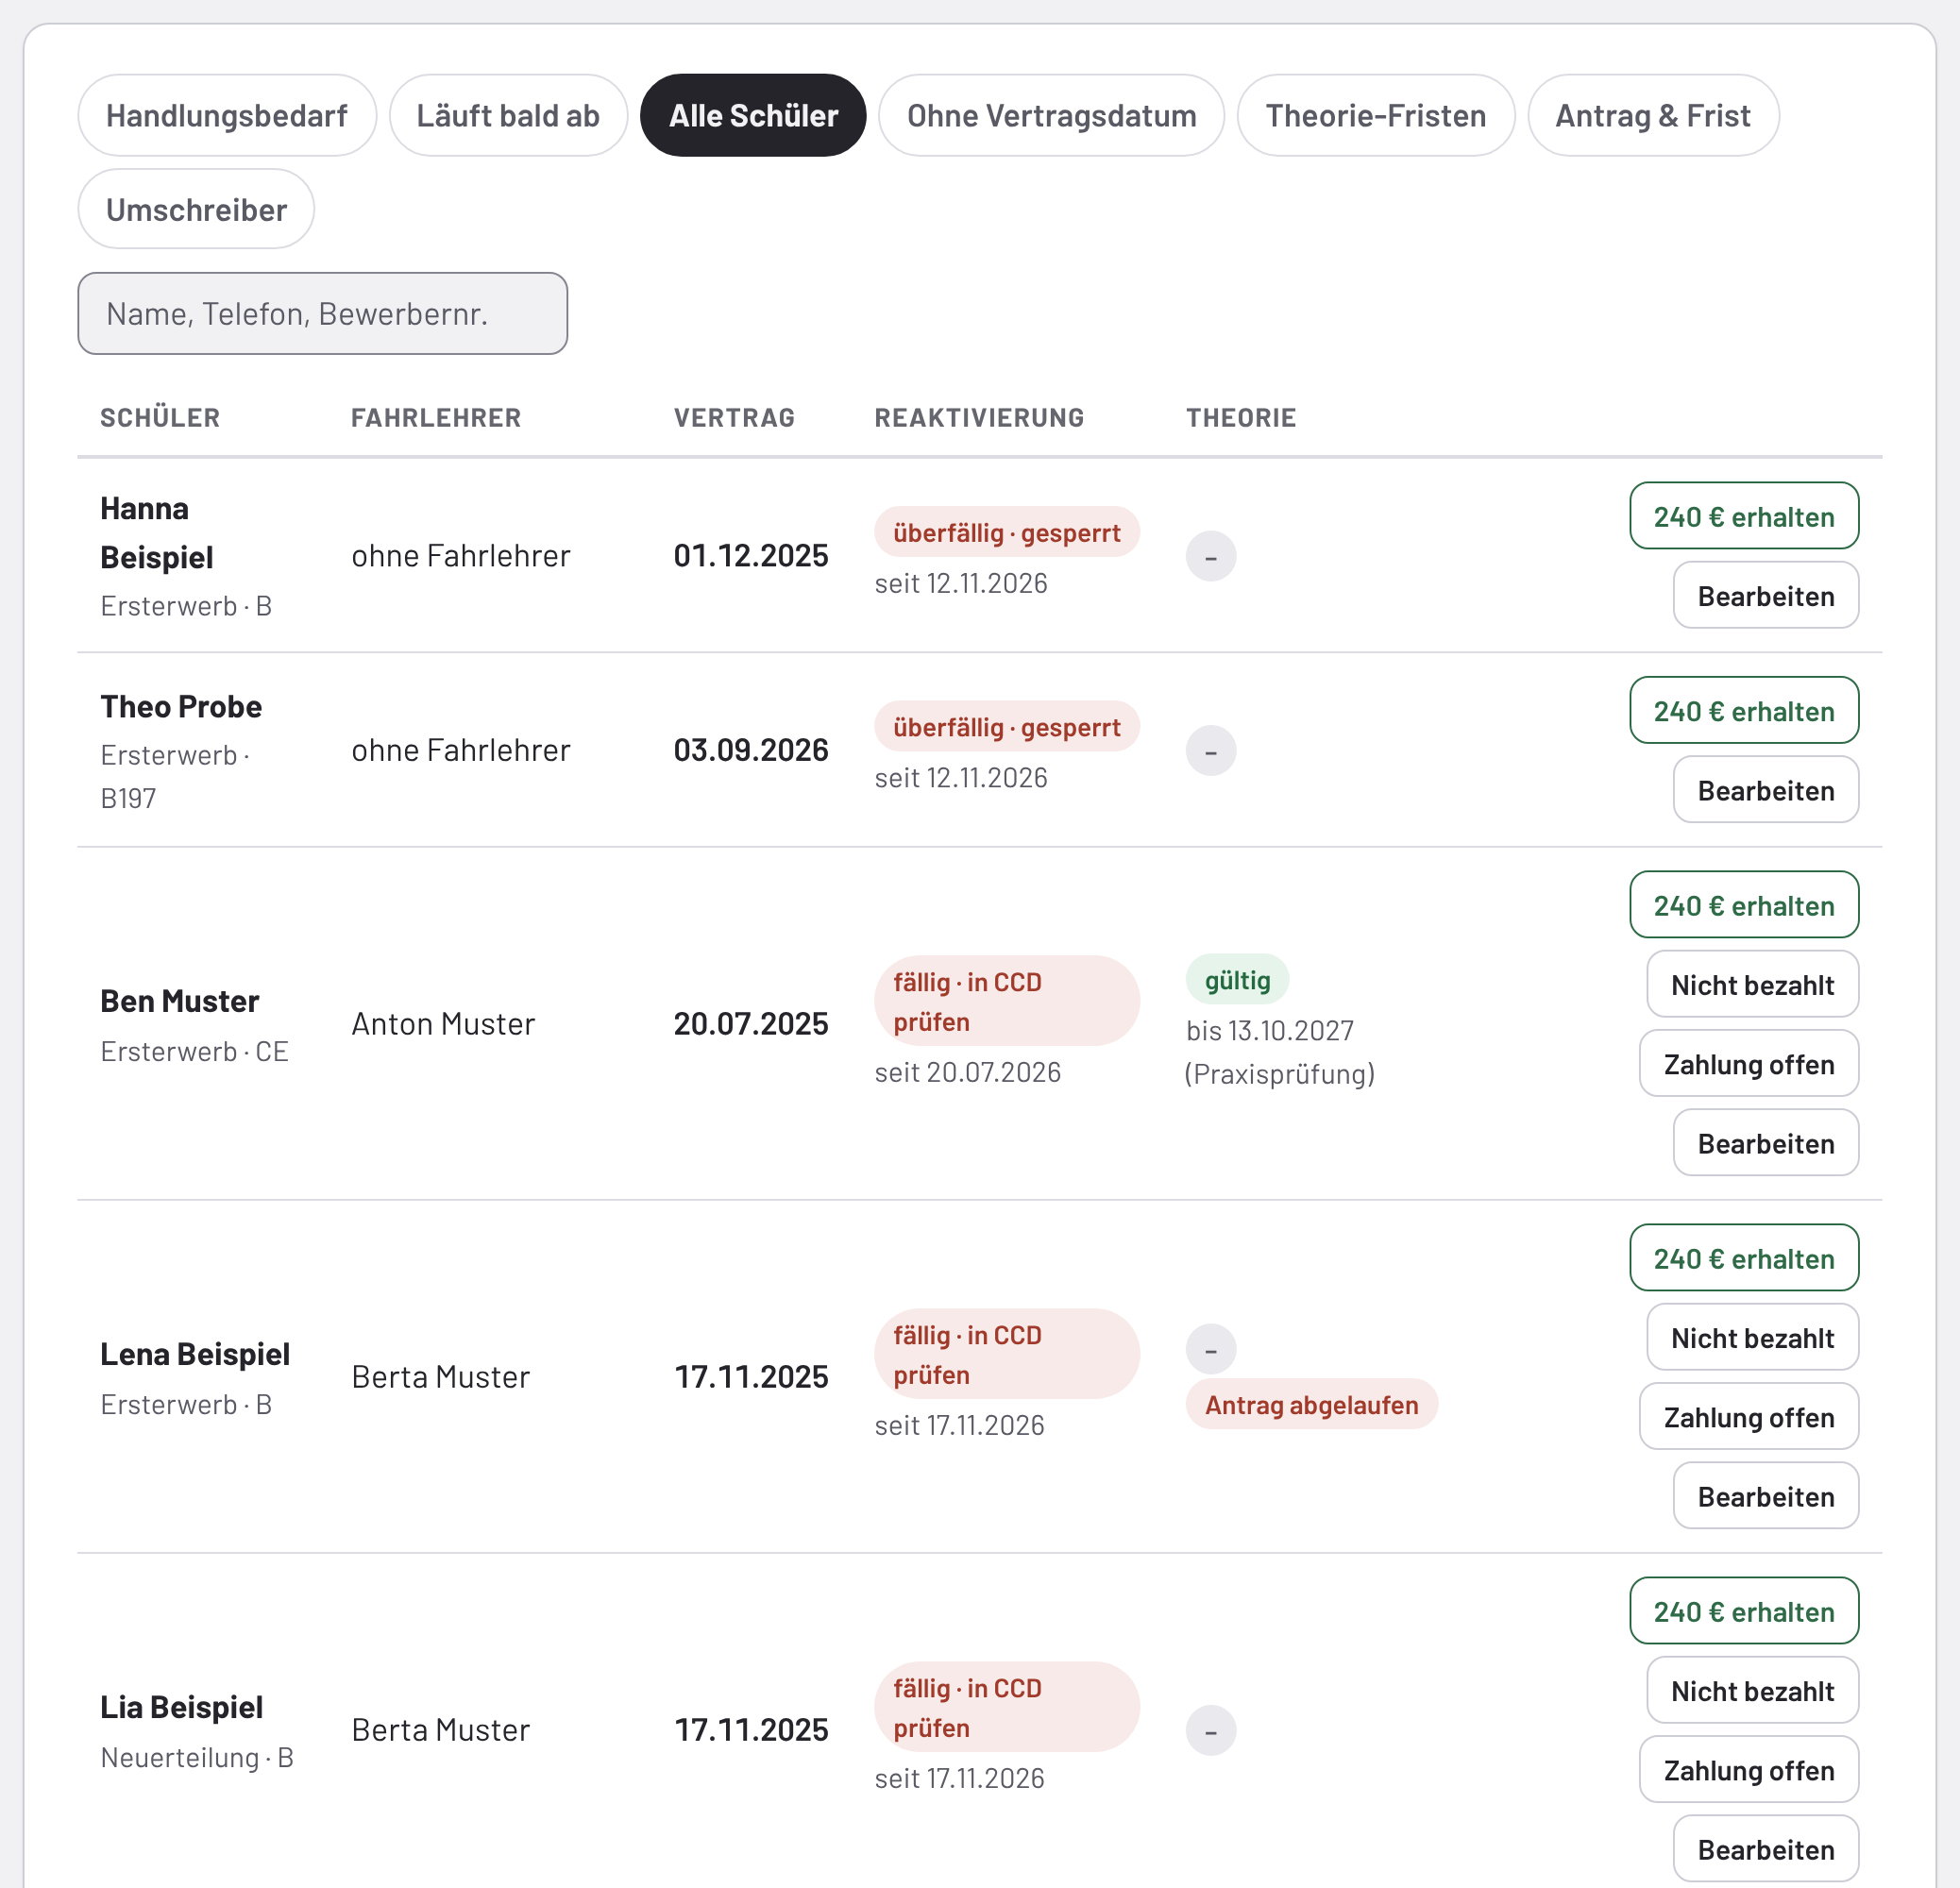 Handlungsbedarf Läuft bald ab Alle Schüler Ohne Vertragsdatum Theorie-Fristen Antrag & Frist
Umschreiber
Name, Telefon, Bewerbernr.
SCHÜLER FAHRLEHRER VERTRAG REAKTIVIERUNG THEORIE
Hanna
Beispiel
Ersterwerb · B
ohne Fahrlehrer
01.12.2025
überfällig · gesperrt
seit 12.11.2026
–
240 € erhalten
Bearbeiten
Theo Probe
Ersterwerb ·
B197
ohne Fahrlehrer
03.09.2026
überfällig · gesperrt
seit 12.11.2026
–
240 € erhalten
Bearbeiten
Ben Muster
Ersterwerb · CE
Anton Muster
20.07.2025
fällig · in CCD
prüfen
seit 20.07.2026
gültig
bis 13.10.2027
(Praxisprüfung)
240 € erhalten
Nicht bezahlt
Zahlung offen
Bearbeiten
Lena Beispiel
Ersterwerb · B
Berta Muster
17.11.2025
fällig · in CCD
prüfen
seit 17.11.2026
–
Antrag abgelaufen
240 € erhalten
Nicht bezahlt
Zahlung offen
Bearbeiten
Lia Beispiel
Neuerteilung · B
Berta Muster
17.11.2025
fällig · in CCD
prüfen
seit 17.11.2026
–
240 € erhalten
Nicht bezahlt
Zahlung offen
Bearbeiten